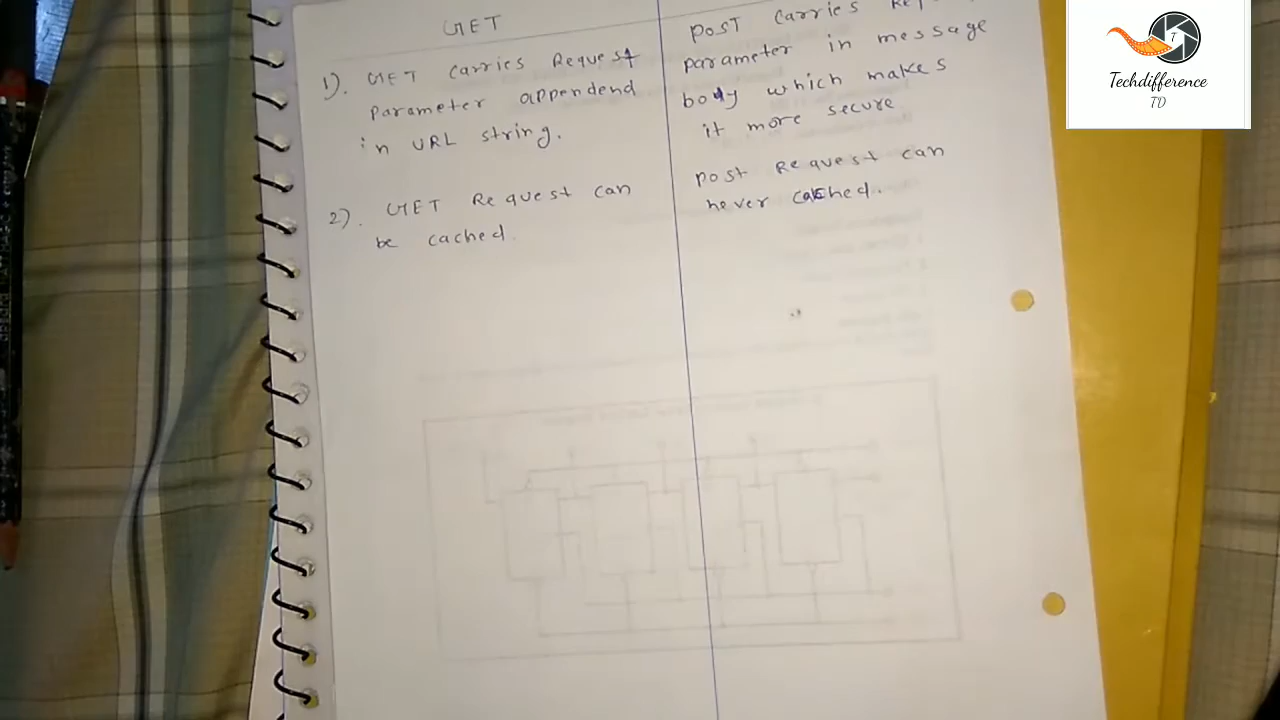 GET
1). GET carries Request
parameter appendend
in URL string.
2). GET Request can
be cached.
POST carries
parameter in message
body which makes
it more secure
post Request can
never cached.
Techdifference
TD